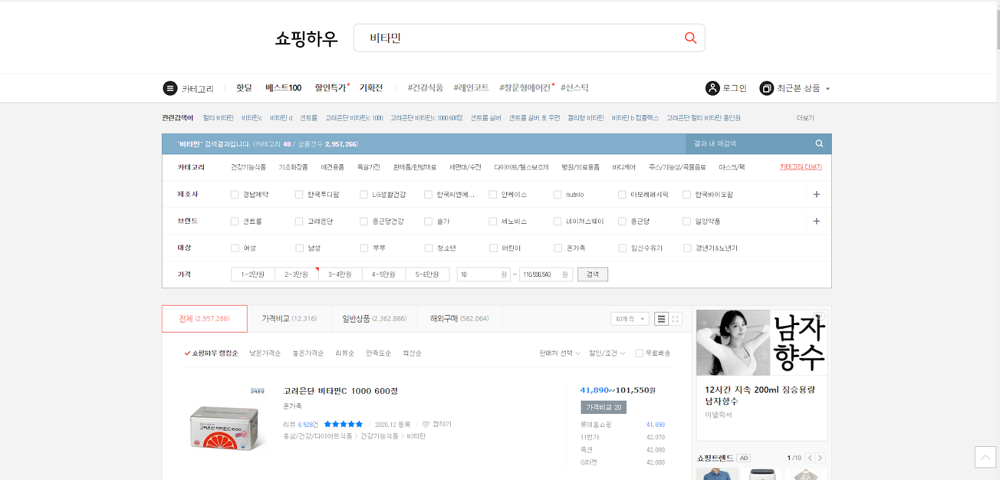 쇼핑하우
비타민
카테고리 핫딜 베스트100 할인특가 기획전 #건강식품 #레인코트 #창문형에어컨 #선스틱 로그인 최근본 상품
관련검색어 멀티 비타민 비타민c 비타민 d 센트룸 고려은단 비타민c 1000 고려은단 비타민c 1000 600정 센트룸 실버 센트룸 실버 포 우먼 젤리형 비타민 비타민 b 컴플렉스 고려은단 멀티 비타민 올인원 더보기
'비타민' 검색결과입니다. (카테고리 48 / 상품갯수 2,957,266) 결과 내 재검색
카테고리 건강기능식품 기초화장품 애견용품 욕실가전 환제품/한방재료 세면대/수전 다이어트/헬스보조제 병원/의료용품 바디케어 주스/기능성/곡물음료 마스크/팩 카테고리 더보기
제조사 경남제약 한국푸디팜 LG생활건강 한국씨엔에... 얀케이스 nutrilo 아모레퍼시픽 한국바이오팜 +
브랜드 센트룸 고려은단 종근당건강 솔가 세노비스 네이쳐스웨이 종근당 일양약품 +
대상 여성 남성 부부 청소년 어린이 온가족 임신수유기 갱년기&노년기
가격 1~2만원 2~3만원 3~4만원 4~5만원 5~6만원 10 원 ~ 110,598,540 원 검색
전체 (2,957,266) 가격비교 (12,316) 일반상품 (2,362,886) 해외구매 (582,064) 40개씩
쇼핑하우 랭킹순 낮은가격순 높은가격순 리뷰순 만족도순 최신순 판매처 선택 할인/조건 무료배송
고려은단
고려은단 비타민C 1000
고려은단 비타민C 1000 600정
온가족
리뷰 8,528건 2020.12 등록 찜하기
홍삼/건강/다이어트식품 > 건강기능식품 > 비타민
41,890~101,550원
가격비교 20
롯데홈쇼핑 41,890
11번가 42,070
옥션 42,080
G마켓 42,080
남자
향수
12시간 지속 200ml 짐승용량
남자향수
이넬릭서
쇼핑트렌드 AD 1/10